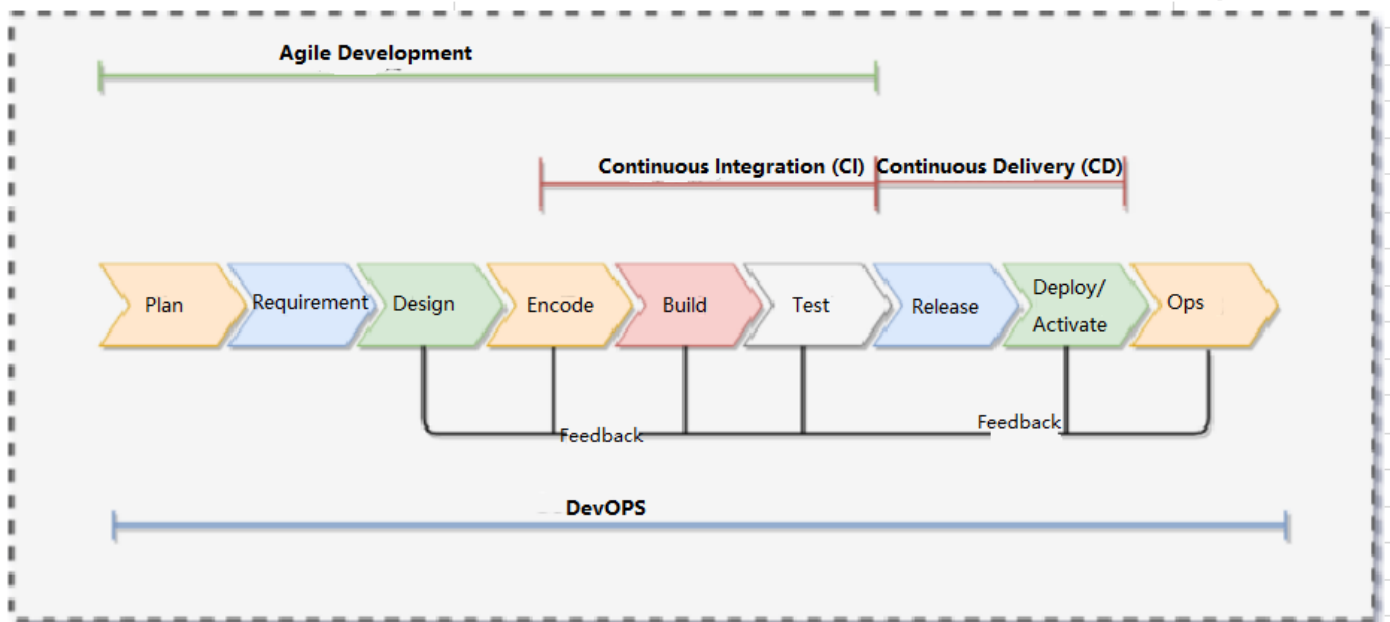 Agile Development
Continuous Integration (CI)
Continuous Delivery (CD)
Plan
Requirement
Design
Encode
Build
Test
Release
Deploy/
Activate
Ops
Feedback
Feedback
DevOPS